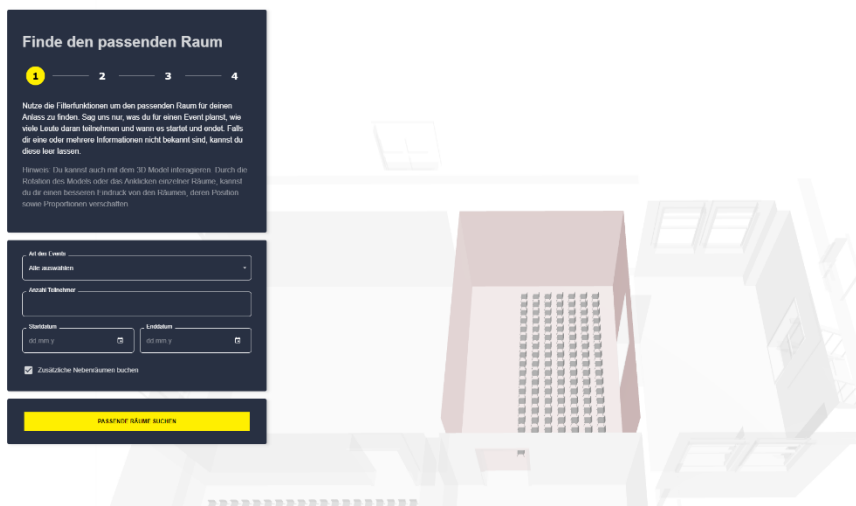 Finde den passenden Raum
1 2 3 4
Nutze die Filterfunktionen um den passenden Raum für deinen
Anlass zu finden. Sag uns nur, was du für einen Event planst, wie
viele Leute daran teilnehmen und wann es startet und endet. Falls
dir eine oder mehrere Informationen nicht bekannt sind, kannst du
diese leer lassen.
Hinweis: Du kannst auch mit dem 3D Model interagieren. Durch die
Rotation des Models oder das Anklicken einzelner Räume, kannst
du dir einen besseren Eindruck von den Räumen, deren Position
sowie Proportionen verschaffen.
Art des Events
Alle auswählen
Anzahl Teilnehmer
Startdatum Enddatum
dd.mm.y dd.mm.y
Zusätzliche Nebenräumen buchen
PASSENDE RÄUME SUCHEN